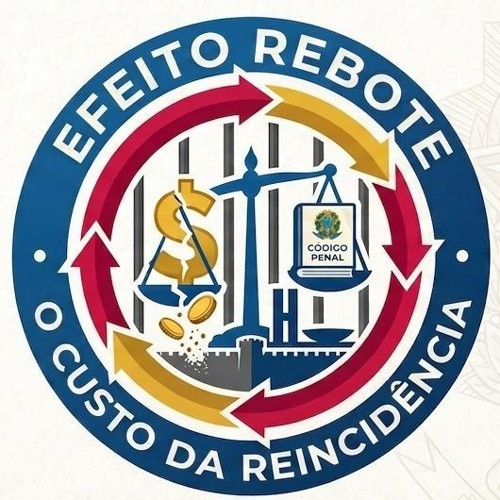 EFEITO REBOTE
$
CÓDIGO
PENAL
O CUSTO DA REINCIDÊNCIA